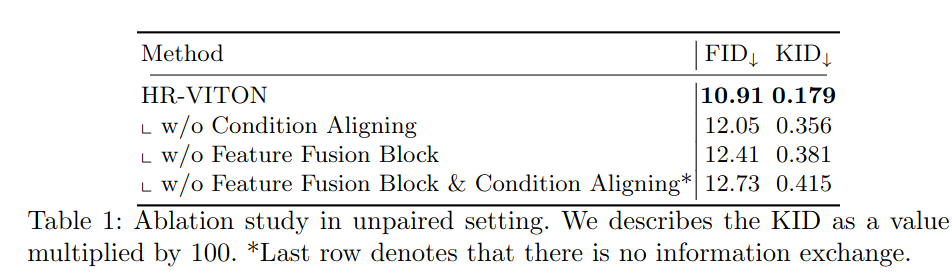 Method FID↓ KID↓
HR-VITON 10.91 0.179
∟ w/o Condition Aligning 12.05 0.356
∟ w/o Feature Fusion Block 12.41 0.381
∟ w/o Feature Fusion Block & Condition Aligning* 12.73 0.415
Table 1: Ablation study in unpaired setting. We describes the KID as a value
multiplied by 100. *Last row denotes that there is no information exchange.